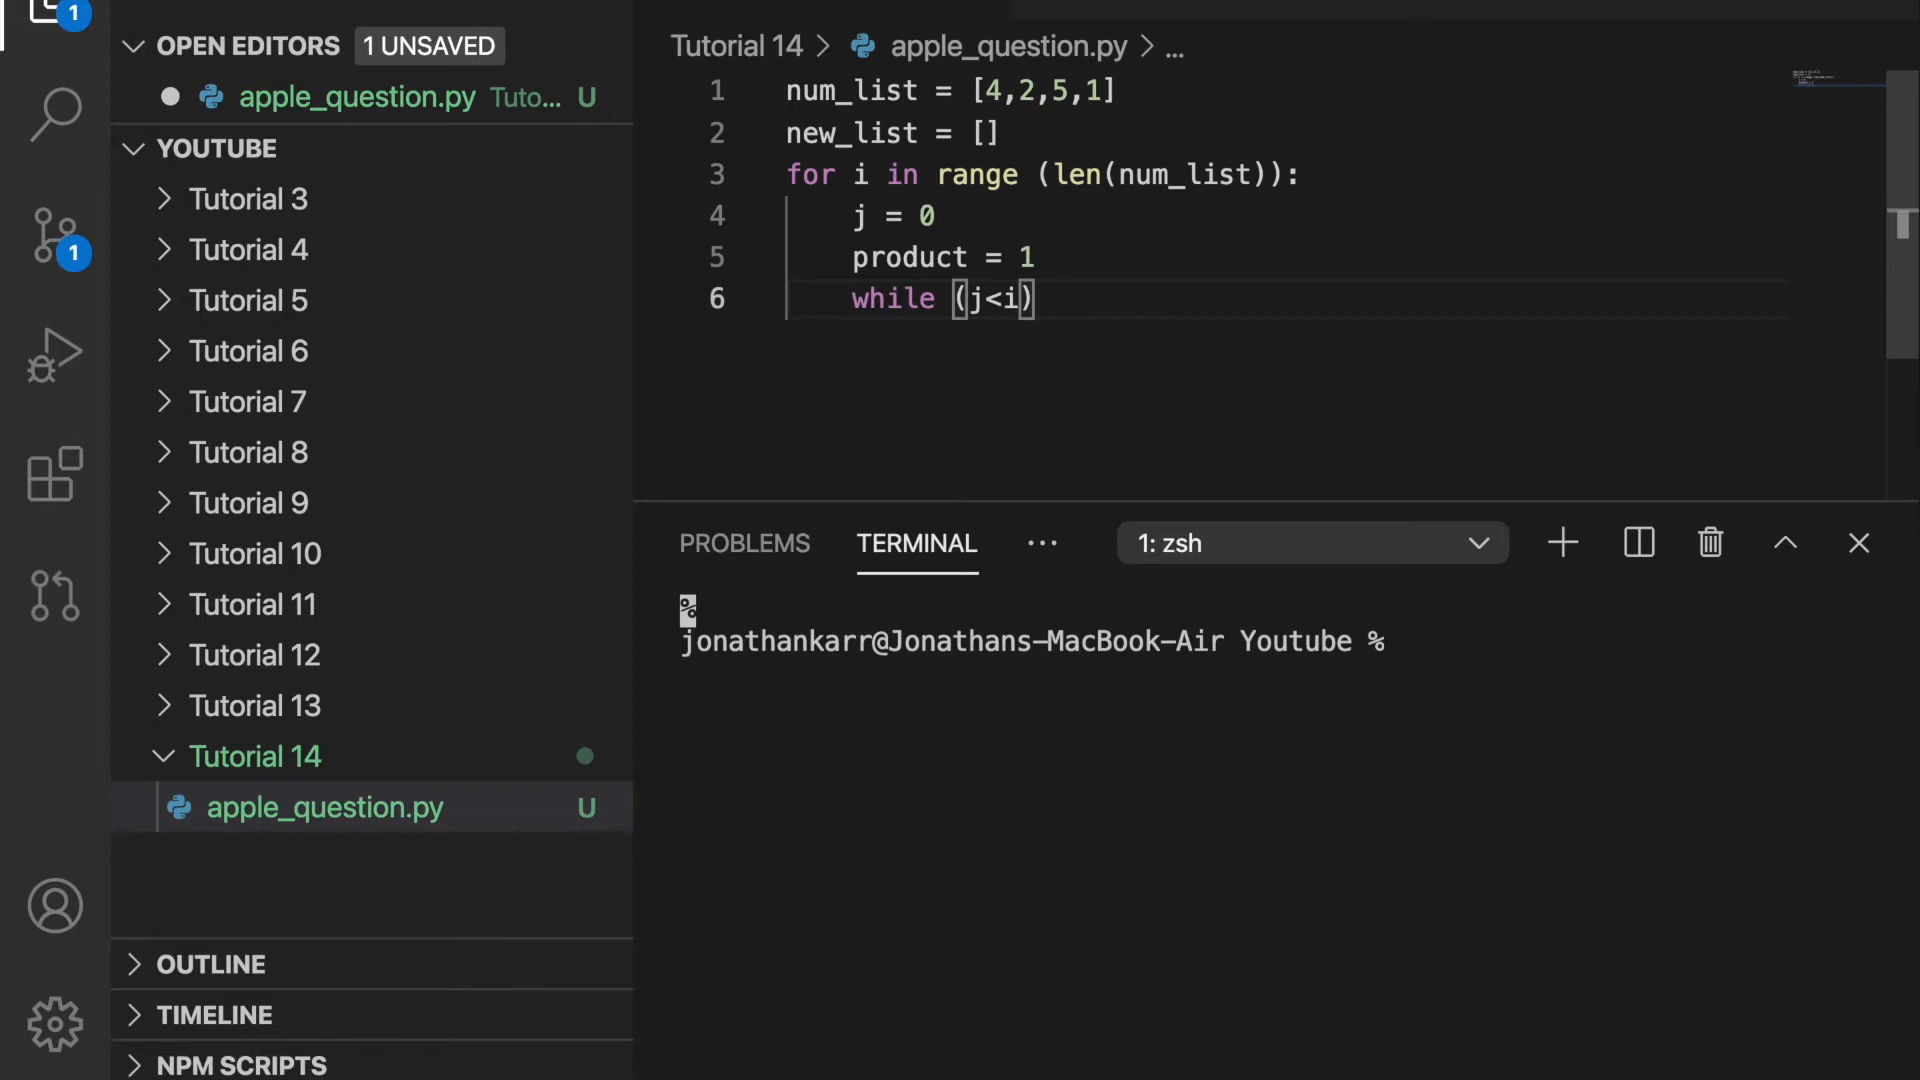 1
OPEN EDITORS 1 UNSAVED
apple_question.py Tuto... U
YOUTUBE
Tutorial 3
Tutorial 4
1
Tutorial 5
Tutorial 6
Tutorial 7
Tutorial 8
Tutorial 9
Tutorial 10
Tutorial 11
Tutorial 12
Tutorial 13
Tutorial 14
apple_question.py U
OUTLINE
TIMELINE
NPM SCRIPTS
Tutorial 14 > apple_question.py > ...
1 num_list = [4,2,5,1]
2 new_list = []
3 for i in range (len(num_list)):
4 j = 0
5 product = 1
6 while (j<i)
PROBLEMS TERMINAL ... 1: zsh
%
jonathankarr@Jonathans-MacBook-Air Youtube %